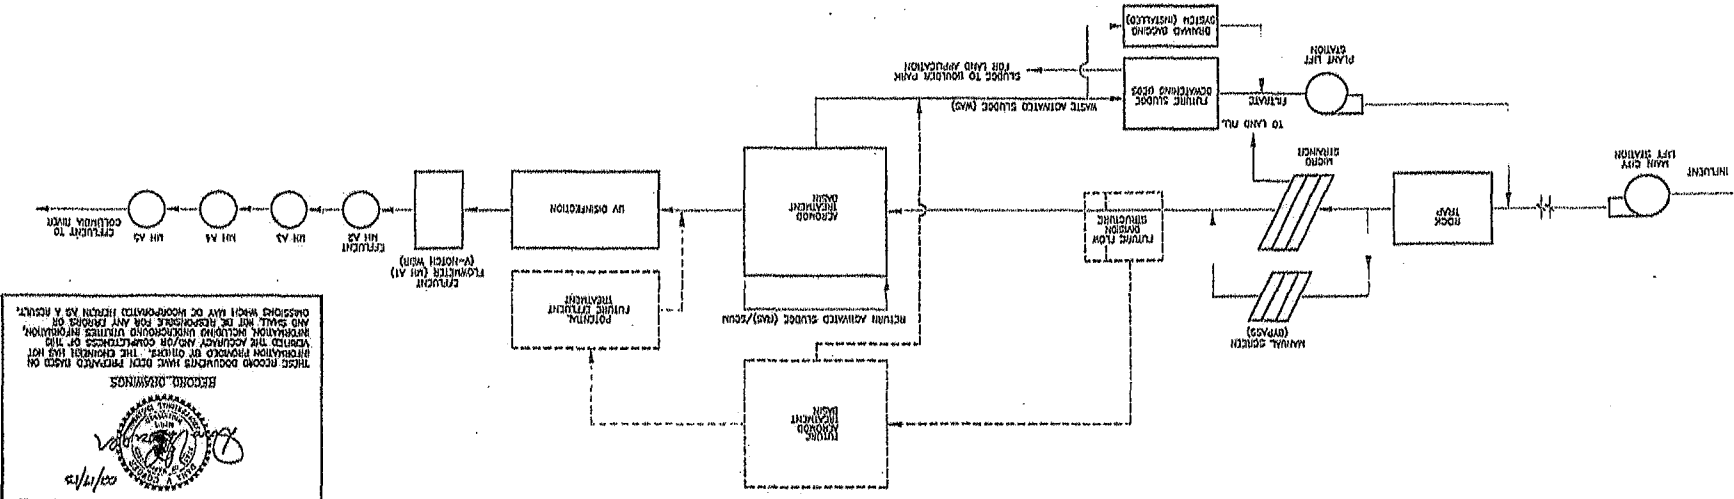 RECORD DRAWINGS
THESE RECORD DOCUMENTS HAVE BEEN PREPARED BASED ON
INFORMATION PROVIDED BY OTHERS. THE ENGINEER HAS NOT
VERIFIED THE ACCURACY AND/OR COMPLETENESS OF THIS
INFORMATION, INCLUDING UNDERGROUND UTILITIES INFORMATION,
AND SHALL NOT BE RESPONSIBLE FOR ANY ERRORS OR
OMISSIONS WHICH MAY BE INCORPORATED HEREIN AS A RESULT.
FUTURE
AEROMOD
TREATMENT
BASIN
MANUAL SCREEN
(BYPASS)
RETURN ACTIVATED SLUDGE (RAS)/SCUM
POTENTIAL
FUTURE EFFLUENT
TREATMENT
INFLUENT
MAIN CITY
LIFT STATION
ROCK
TRAP
MICRO
STRAINER
TO LAND FILL
FUTURE FLOW
DIVISION
STRUCTURE
AEROMOD
TREATMENT
BASIN
UV DISINFECTION
EFFLUENT
FLOWMETER (MH A1)
(V-NOTCH WEIR)
EFFLUENT
MH A2
MH A3
MH A4
MH A5
EFFLUENT TO
COLUMBIA RIVER
PLANT LIFT
STATION
FILTRATE
FUTURE SLUDGE
DEWATERING BEDS
WASTE ACTIVATED SLUDGE (WAS)
SLUDGE TO BOULDER PARK
FOR LAND APPLICATION
DRAIMAD BAGGING
SYSTEM (INSTALLED)